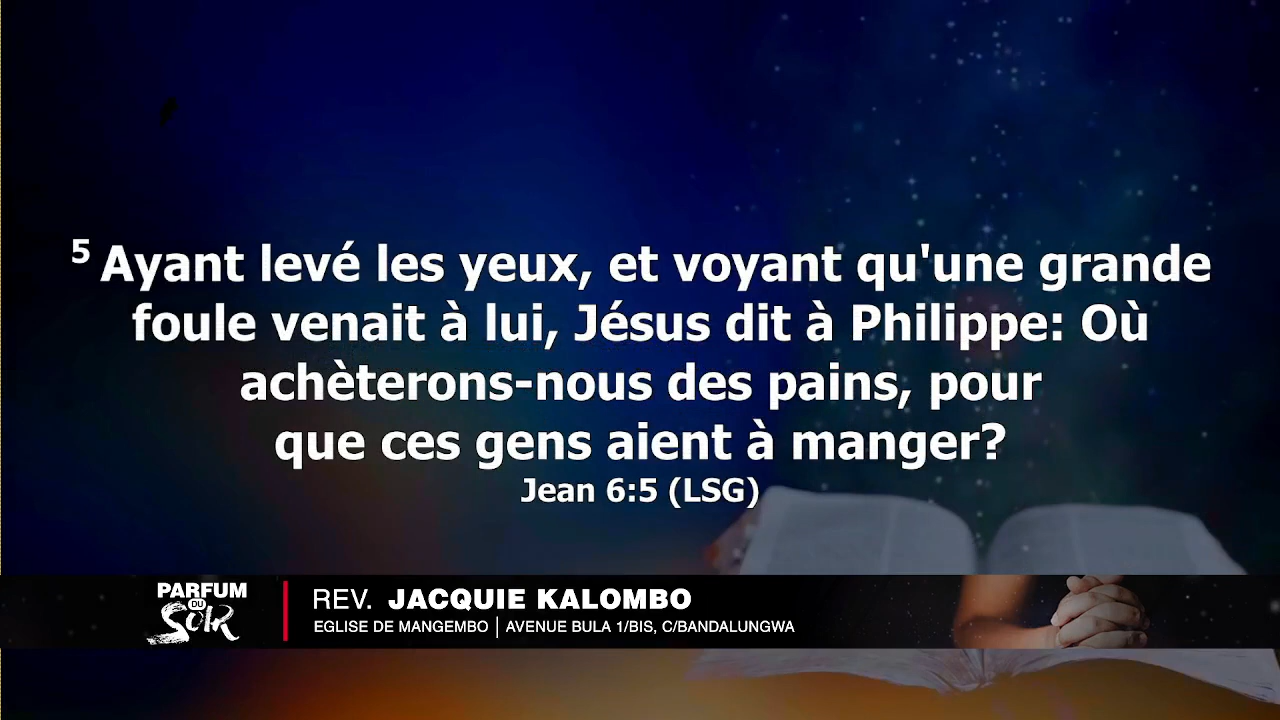 5 Ayant levé les yeux, et voyant qu'une grande
foule venait à lui, Jésus dit à Philippe: Où
achèterons-nous des pains, pour
que ces gens aient à manger?
Jean 6:5 (LSG)
PARFUM
DU
SOIR
REV. JACQUIE KALOMBO
EGLISE DE MANGEMBO | AVENUE BULA 1/BIS, C/BANDALUNGWA